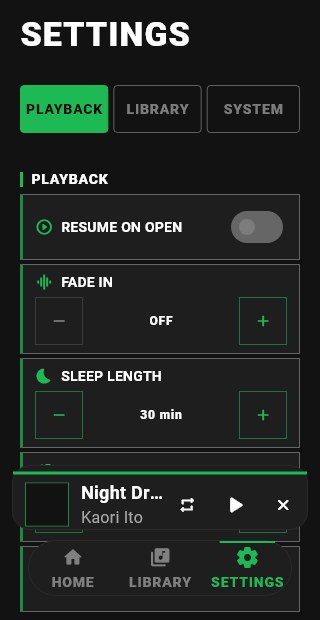 SETTINGS
PLAYBACK
LIBRARY
SYSTEM
PLAYBACK
RESUME ON OPEN
FADE IN
OFF
SLEEP LENGTH
30 min
Night Dr…
Kaori Ito
HOME
LIBRARY
SETTINGS